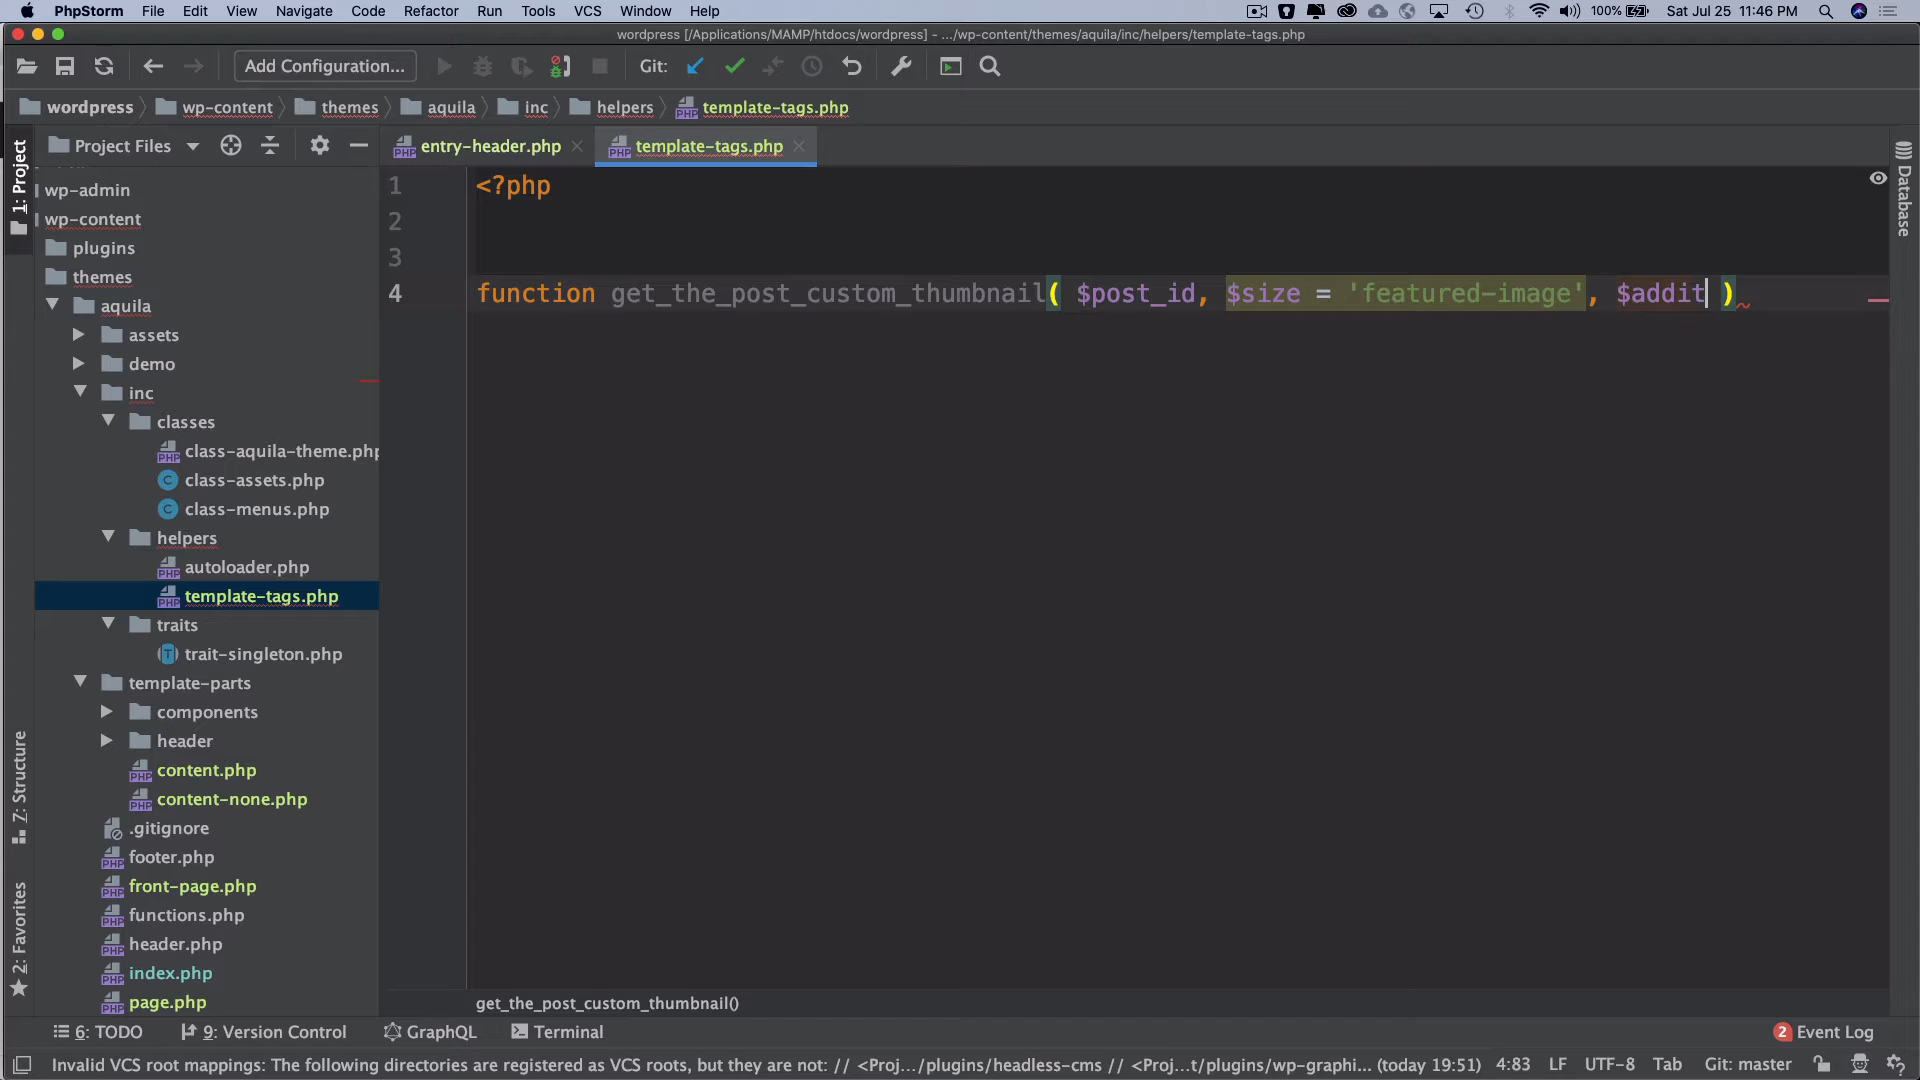 PhpStorm File Edit View Navigate Code Refactor Run Tools VCS Window Help 100% Sat Jul 25 11:46 PM
wordpress [/Applications/MAMP/htdocs/wordpress] – .../wp-content/themes/aquila/inc/helpers/template-tags.php
Add Configuration... Git:
wordpress wp-content themes aquila inc helpers template-tags.php
1: Project
Project Files
entry-header.php template-tags.php
Database
wp-admin
wp-content
plugins
themes
aquila
assets
demo
inc
classes
class-aquila-theme.php
class-assets.php
class-menus.php
helpers
autoloader.php
template-tags.php
traits
trait-singleton.php
template-parts
components
header
content.php
content-none.php
.gitignore
footer.php
front-page.php
functions.php
header.php
index.php
page.php
Z: Structure
2: Favorites
1 <?php
2
3
4 function get_the_post_custom_thumbnail( $post_id, $size = 'featured-image', $addit )
get_the_post_custom_thumbnail()
6: TODO 9: Version Control GraphQL Terminal 2 Event Log
Invalid VCS root mappings: The following directories are registered as VCS roots, but they are not: // <Proj.../plugins/headless-cms // <Proj...t/plugins/wp-graphi... (today 19:51) 4:83 LF UTF-8 Tab Git: master